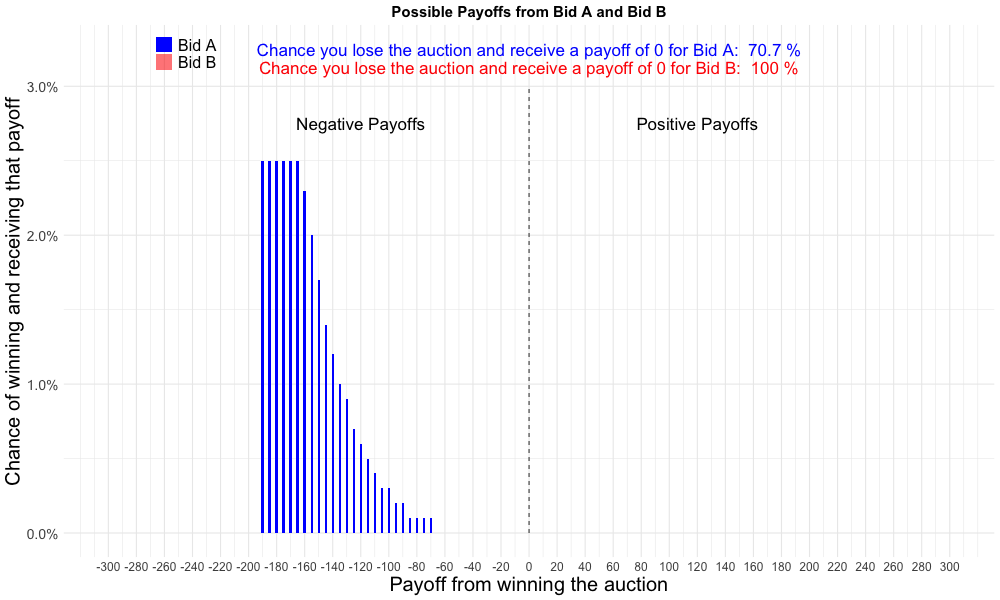 Possible Payoffs from Bid A and Bid B
Bid A
Bid B
Chance you lose the auction and receive a payoff of 0 for Bid A: 70.7 %
Chance you lose the auction and receive a payoff of 0 for Bid B: 100 %
Negative Payoffs
Positive Payoffs
Chance of winning and receiving that payoff
3.0%
2.0%
1.0%
0.0%
-300 -280 -260 -240 -220 -200 -180 -160 -140 -120 -100 -80 -60 -40 -20 0 20 40 60 80 100 120 140 160 180 200 220 240 260 280 300
Payoff from winning the auction